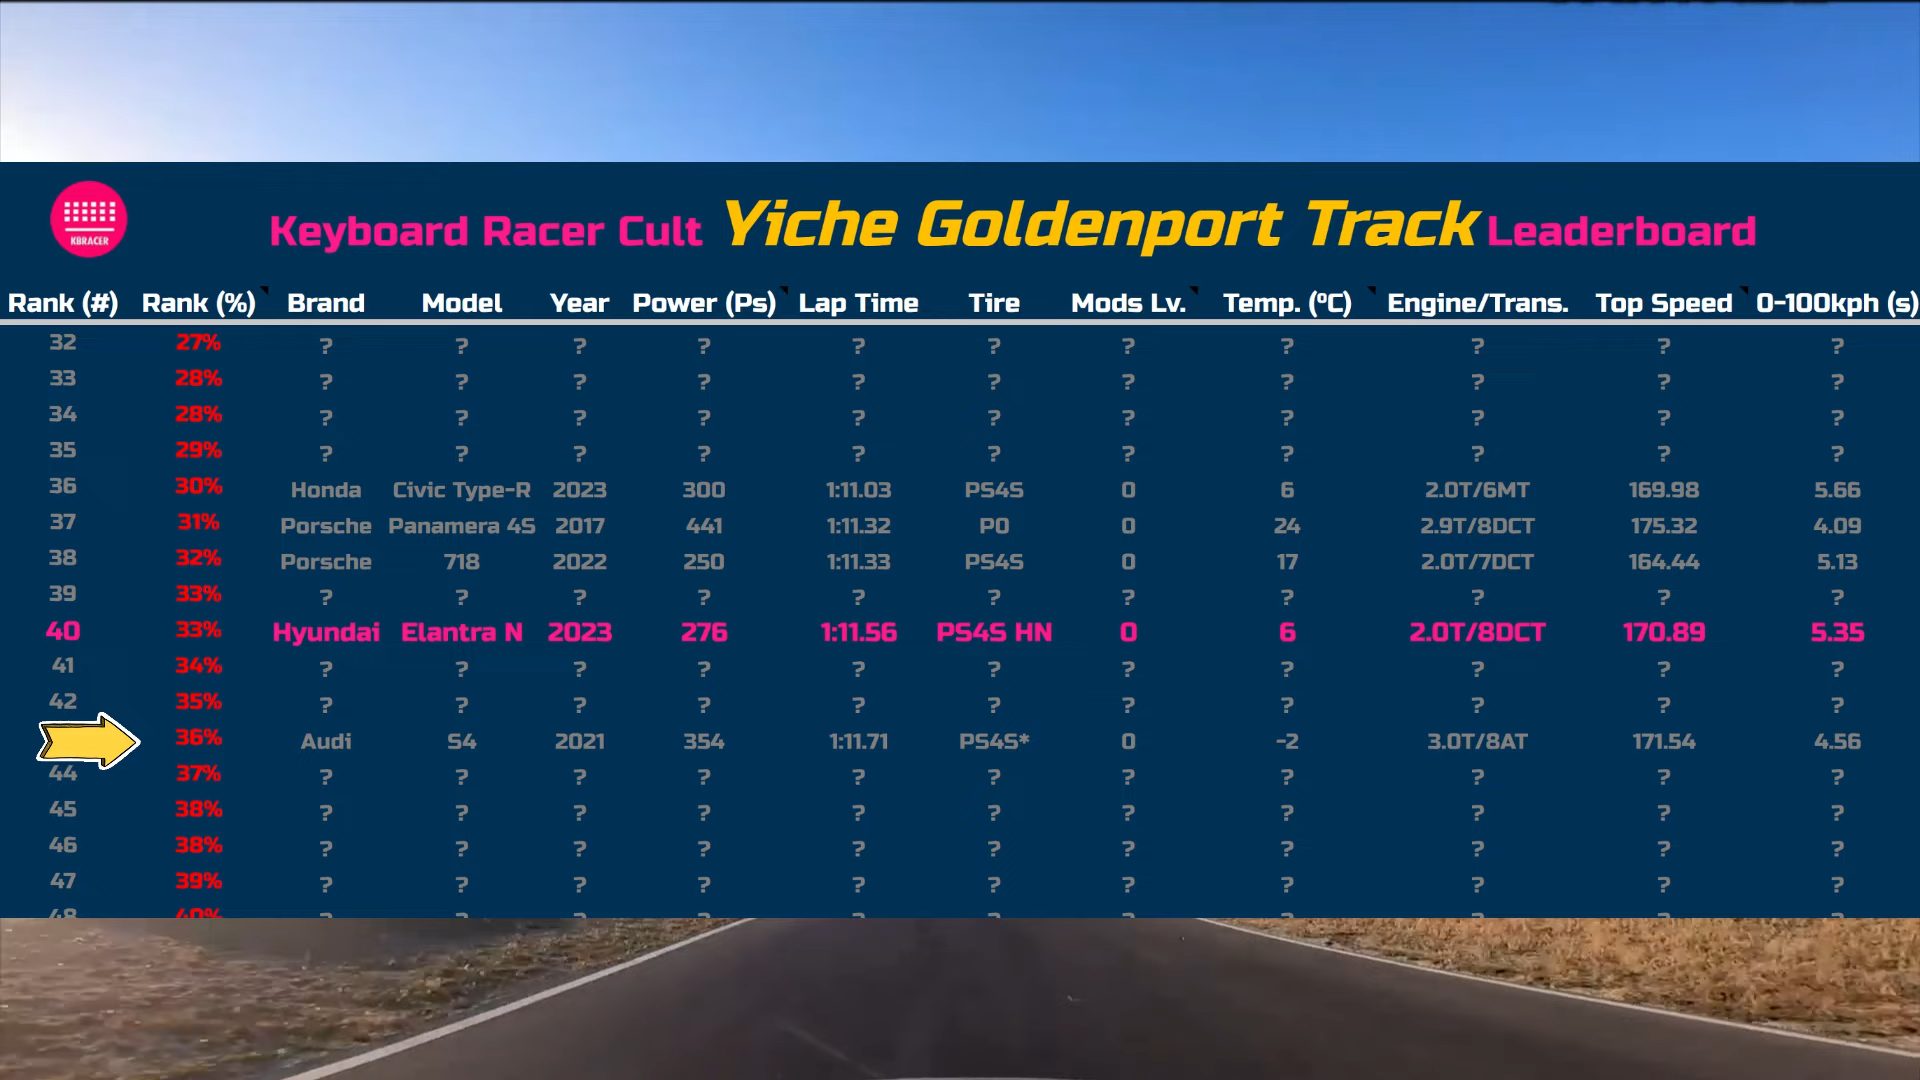 KBRACER
Keyboard Racer Cult Yiche Goldenport Track Leaderboard
Rank (#) Rank (%) Brand Model Year Power (Ps) Lap Time Tire Mods Lv. Temp. (ºC) Engine/Trans. Top Speed 0-100kph (s)
32 27% ? ? ? ? ? ? ? ? ? ? ?
33 28% ? ? ? ? ? ? ? ? ? ? ?
34 28% ? ? ? ? ? ? ? ? ? ? ?
35 29% ? ? ? ? ? ? ? ? ? ? ?
36 30% Honda Civic Type-R 2023 300 1:11.03 PS4S 0 6 2.0T/6MT 169.98 5.66
37 31% Porsche Panamera 4S 2017 441 1:11.32 P0 0 24 2.9T/8DCT 175.32 4.09
38 32% Porsche 718 2022 250 1:11.33 PS4S 0 17 2.0T/7DCT 164.44 5.13
39 33% ? ? ? ? ? ? ? ? ? ? ?
40 33% Hyundai Elantra N 2023 276 1:11.56 PS4S HN 0 6 2.0T/8DCT 170.89 5.35
41 34% ? ? ? ? ? ? ? ? ? ? ?
42 35% ? ? ? ? ? ? ? ? ? ? ?
36% Audi S4 2021 354 1:11.71 PS4S* 0 -2 3.0T/8AT 171.54 4.56
44 37% ? ? ? ? ? ? ? ? ? ? ?
45 38% ? ? ? ? ? ? ? ? ? ? ?
46 38% ? ? ? ? ? ? ? ? ? ? ?
47 39% ? ? ? ? ? ? ? ? ? ? ?
48 40% ? ? ? ? ? ? ? ? ? ? ?